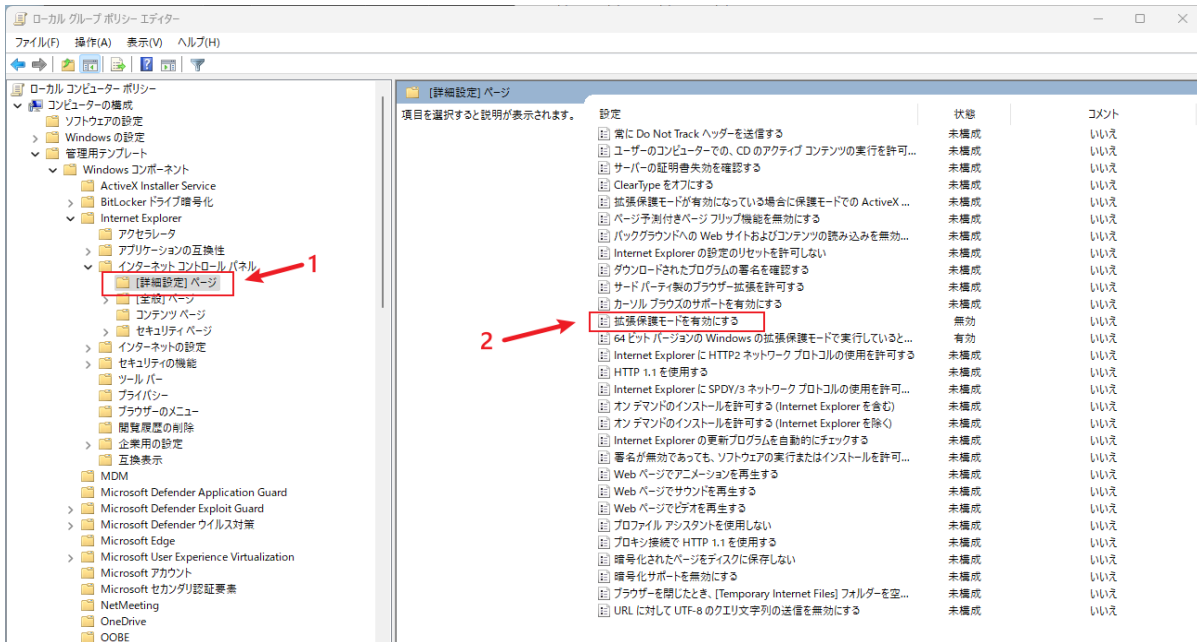 ローカル グループ ポリシー エディター
ファイル(F) 操作(A) 表示(V) ヘルプ(H)
ローカル コンピューター ポリシー
コンピューターの構成
ソフトウェアの設定
Windows の設定
管理用テンプレート
Windows コンポーネント
ActiveX Installer Service
BitLocker ドライブ暗号化
Internet Explorer
アクセラレータ
アプリケーションの互換性
インターネット コントロール パネル
[詳細設定] ページ
[全般] ページ
コンテンツ ページ
セキュリティ ページ
インターネットの設定
セキュリティの機能
ツール バー
プライバシー
ブラウザーのメニュー
閲覧履歴の削除
企業用の設定
互換表示
MDM
Microsoft Defender Application Guard
Microsoft Defender Exploit Guard
Microsoft Defender ウイルス対策
Microsoft Edge
Microsoft User Experience Virtualization
Microsoft アカウント
Microsoft セカンダリ認証要素
NetMeeting
OneDrive
OOBE
1
2
[詳細設定] ページ
項目を選択すると説明が表示されます。
設定 状態 コメント
常に Do Not Track ヘッダーを送信する 未構成 いいえ
ユーザーのコンピューターでの、CD のアクティブ コンテンツの実行を許可... 未構成 いいえ
サーバーの証明書失効を確認する 未構成 いいえ
ClearType をオフにする 未構成 いいえ
拡張保護モードが有効になっている場合に保護モードでの ActiveX ... 未構成 いいえ
ページ予測付きページ フリップ機能を無効にする 未構成 いいえ
バックグラウンドへの Web サイトおよびコンテンツの読み込みを無効... 未構成 いいえ
Internet Explorer の設定のリセットを許可しない 未構成 いいえ
ダウンロードされたプログラムの署名を確認する 未構成 いいえ
サード パーティ製のブラウザー拡張を許可する 未構成 いいえ
カーソル ブラウズのサポートを有効にする 未構成 いいえ
拡張保護モードを有効にする 無効 いいえ
64 ビット バージョンの Windows の拡張保護モードで実行していると... 有効 いいえ
Internet Explorer に HTTP2 ネットワーク プロトコルの使用を許可する 未構成 いいえ
HTTP 1.1 を使用する 未構成 いいえ
Internet Explorer に SPDY/3 ネットワーク プロトコルの使用を許可... 未構成 いいえ
オン デマンドのインストールを許可する (Internet Explorer を含む) 未構成 いいえ
オン デマンドのインストールを許可する (Internet Explorer を除く) 未構成 いいえ
Internet Explorer の更新プログラムを自動的にチェックする 未構成 いいえ
署名が無効であっても、ソフトウェアの実行またはインストールを許可... 未構成 いいえ
Web ページでアニメーションを再生する 未構成 いいえ
Web ページでサウンドを再生する 未構成 いいえ
Web ページでビデオを再生する 未構成 いいえ
プロファイル アシスタントを使用しない 未構成 いいえ
プロキシ接続で HTTP 1.1 を使用する 未構成 いいえ
暗号化されたページをディスクに保存しない 未構成 いいえ
暗号化サポートを無効にする 未構成 いいえ
ブラウザーを閉じたとき、[Temporary Internet Files] フォルダーを空... 未構成 いいえ
URL に対して UTF-8 のクエリ文字列の送信を無効にする 未構成 いいえ